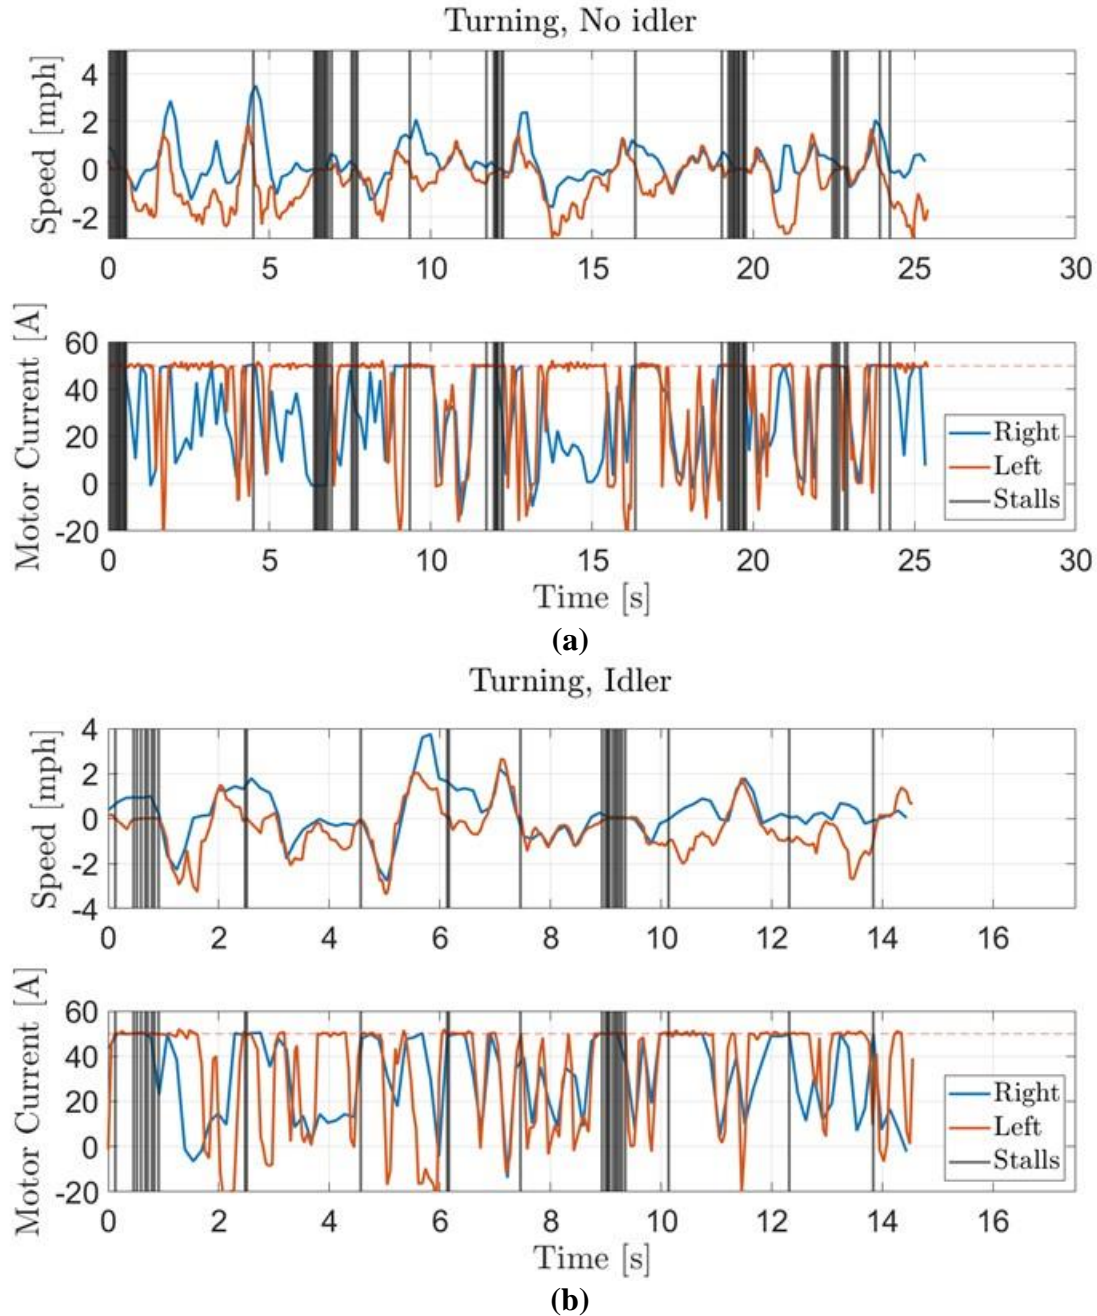 Turning, No idler
Speed [mph]
4
2
0
-2
0 5 10 15 20 25 30
Motor Current [A]
60
40
20
0
-20
Right
Left
Stalls
0 5 10 15 20 25 30
Time [s]
(a)
Turning, Idler
Speed [mph]
4
2
0
-2
-4
0 2 4 6 8 10 12 14 16
Motor Current [A]
60
40
20
0
-20
Right
Left
Stalls
0 2 4 6 8 10 12 14 16
Time [s]
(b)